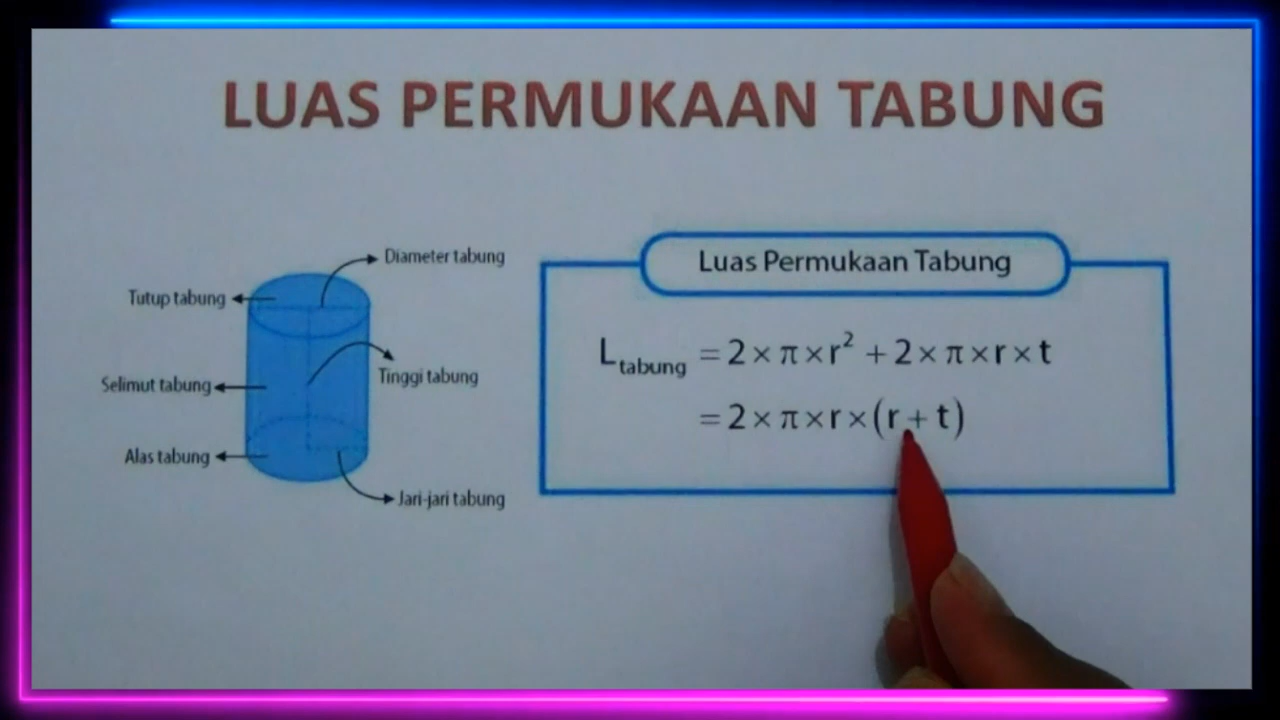 LUAS PERMUKAAN TABUNG
Diameter tabung
Tutup tabung
Tinggi tabung
Selimut tabung
Alas tabung
Jari-jari tabung
Luas Permukaan Tabung
L tabung = 2 × π × r² + 2 × π × r × t
= 2 × π × r × (r + t)